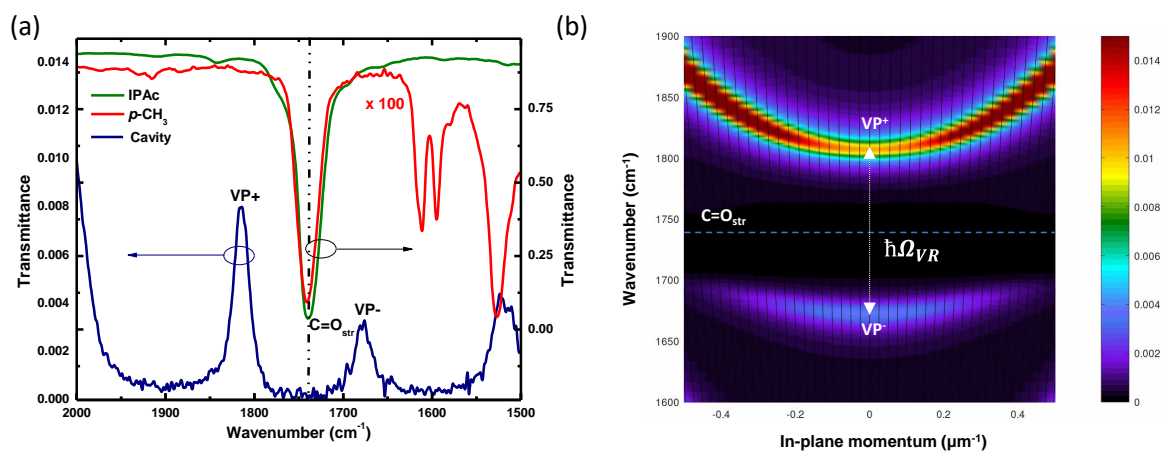 (a)
0.014
0.012
0.010
0.008
0.006
0.004
0.002
0.000
Transmittance
IPAc
p-CH3
Cavity
x 100
VP+
VP-
C=Ostr
0.75
0.50
0.25
0.00
Transmittance
2000 1900 1800 1700 1600 1500
Wavenumber (cm-1)
(b)
1900
1850
1800
1750
1700
1650
1600
Wavenumber (cm-1)
VP+
C=Ostr
ħΩVR
VP-
-0.4 -0.2 0 0.2 0.4
In-plane momentum (µm-1)
0.014
0.012
0.01
0.008
0.006
0.004
0.002
0